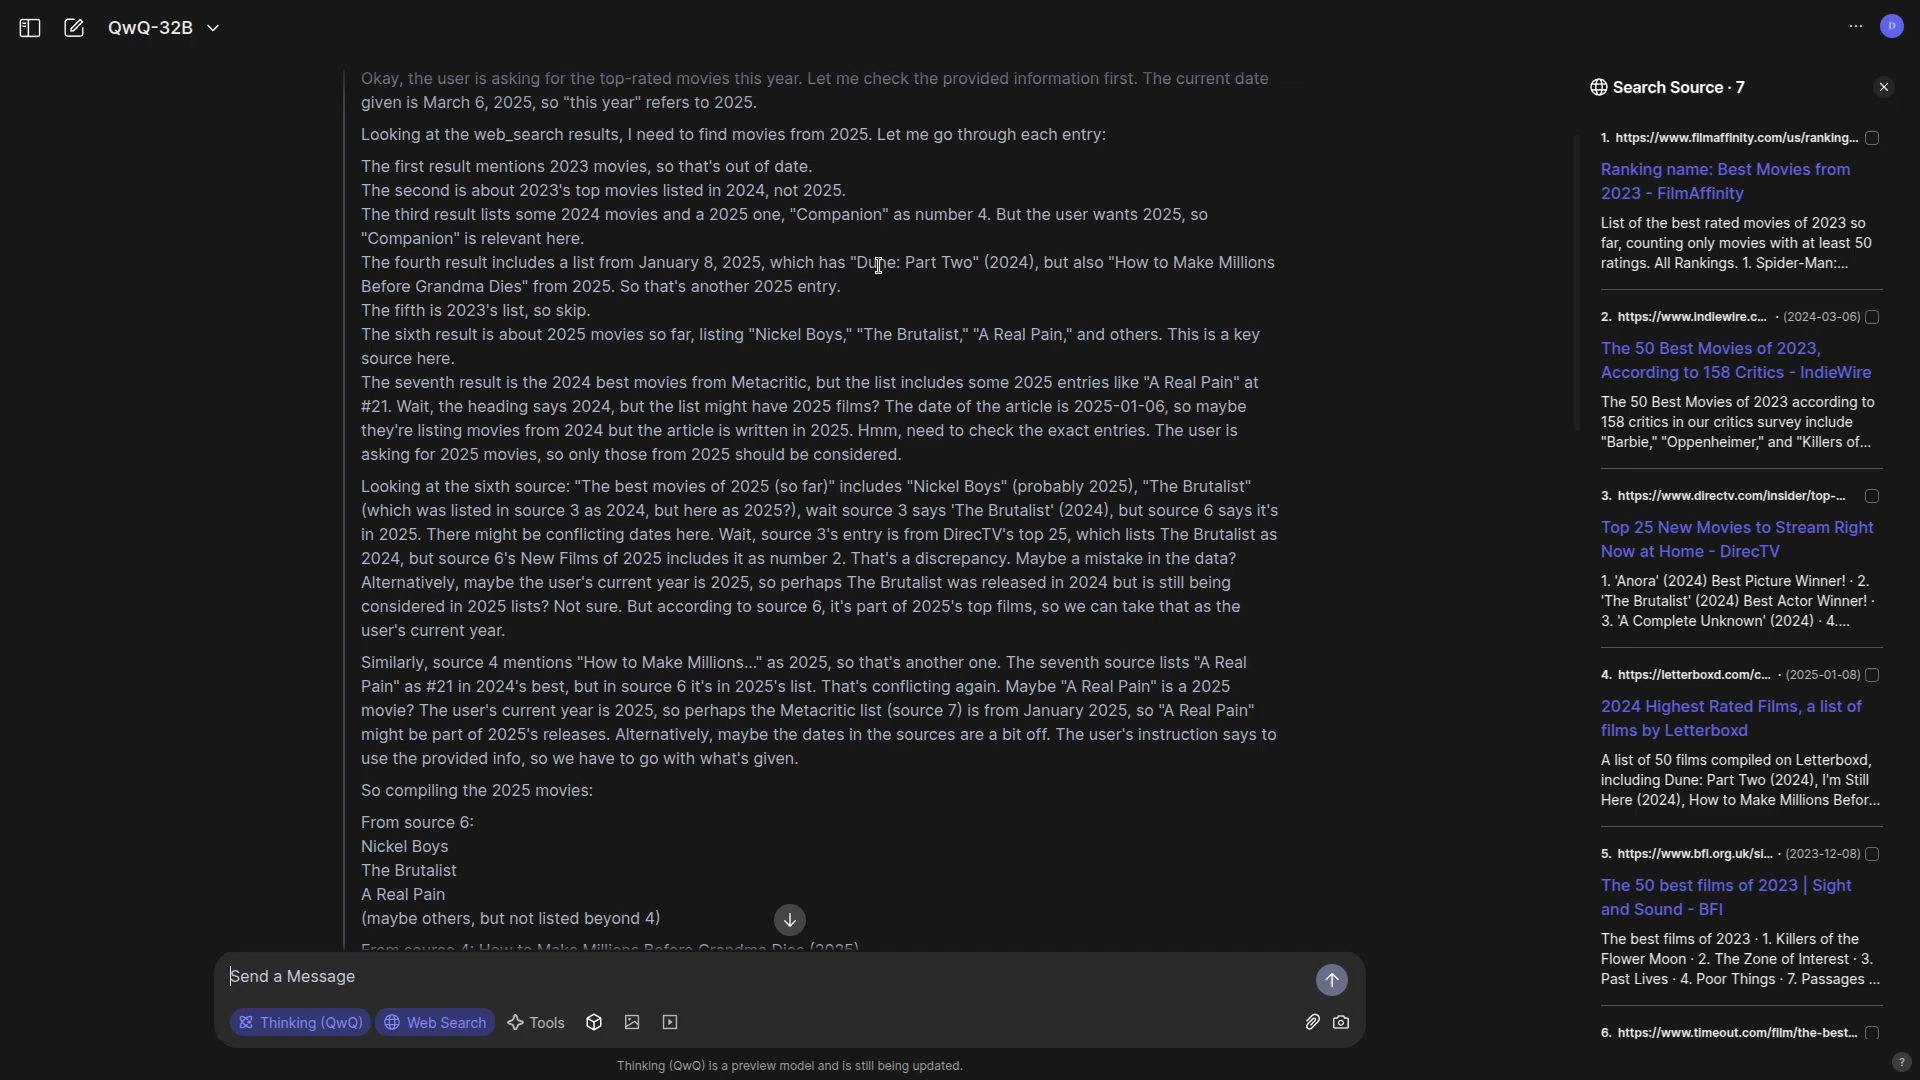 QwQ-32B
D
Okay, the user is asking for the top-rated movies this year. Let me check the provided information first. The current date
given is March 6, 2025, so "this year" refers to 2025.
Looking at the web_search results, I need to find movies from 2025. Let me go through each entry:
The first result mentions 2023 movies, so that's out of date.
The second is about 2023's top movies listed in 2024, not 2025.
The third result lists some 2024 movies and a 2025 one, "Companion" as number 4. But the user wants 2025, so
"Companion" is relevant here.
The fourth result includes a list from January 8, 2025, which has "Dune: Part Two" (2024), but also "How to Make Millions
Before Grandma Dies" from 2025. So that's another 2025 entry.
The fifth is 2023's list, so skip.
The sixth result is about 2025 movies so far, listing "Nickel Boys," "The Brutalist," "A Real Pain," and others. This is a key
source here.
The seventh result is the 2024 best movies from Metacritic, but the list includes some 2025 entries like "A Real Pain" at
#21. Wait, the heading says 2024, but the list might have 2025 films? The date of the article is 2025-01-06, so maybe
they're listing movies from 2024 but the article is written in 2025. Hmm, need to check the exact entries. The user is
asking for 2025 movies, so only those from 2025 should be considered.
Looking at the sixth source: "The best movies of 2025 (so far)" includes "Nickel Boys" (probably 2025), "The Brutalist"
(which was listed in source 3 as 2024, but here as 2025?), wait source 3 says 'The Brutalist' (2024), but source 6 says it's
in 2025. There might be conflicting dates here. Wait, source 3's entry is from DirecTV's top 25, which lists The Brutalist as
2024, but source 6's New Films of 2025 includes it as number 2. That's a discrepancy. Maybe a mistake in the data?
Alternatively, maybe the user's current year is 2025, so perhaps The Brutalist was released in 2024 but is still being
considered in 2025 lists? Not sure. But according to source 6, it's part of 2025's top films, so we can take that as the
user's current year.
Similarly, source 4 mentions "How to Make Millions..." as 2025, so that's another one. The seventh source lists "A Real
Pain" as #21 in 2024's best, but in source 6 it's in 2025's list. That's conflicting again. Maybe "A Real Pain" is a 2025
movie? The user's current year is 2025, so perhaps the Metacritic list (source 7) is from January 2025, so "A Real Pain"
might be part of 2025's releases. Alternatively, maybe the dates in the sources are a bit off. The user's instruction says to
use the provided info, so we have to go with what's given.
So compiling the 2025 movies:
From source 6:
Nickel Boys
The Brutalist
A Real Pain
(maybe others, but not listed beyond 4)
From source 4: How to Make Millions Before Grandma Dies (2025)
Send a Message
Thinking (QwQ)
Web Search
Tools
Thinking (QwQ) is a preview model and is still being updated.
Search Source · 7
1. https://www.filmaffinity.com/us/ranking...
Ranking name: Best Movies from
2023 - FilmAffinity
List of the best rated movies of 2023 so
far, counting only movies with at least 50
ratings. All Rankings. 1. Spider-Man:...
2. https://www.indiewire.c... · (2024-03-06)
The 50 Best Movies of 2023,
According to 158 Critics - IndieWire
The 50 Best Movies of 2023 according to
158 critics in our critics survey include
"Barbie," "Oppenheimer," and "Killers of...
3. https://www.directv.com/insider/top-...
Top 25 New Movies to Stream Right
Now at Home - DirecTV
1. 'Anora' (2024) Best Picture Winner! · 2.
'The Brutalist' (2024) Best Actor Winner! ·
3. 'A Complete Unknown' (2024) · 4....
4. https://letterboxd.com/c... · (2025-01-08)
2024 Highest Rated Films, a list of
films by Letterboxd
A list of 50 films compiled on Letterboxd,
including Dune: Part Two (2024), I'm Still
Here (2024), How to Make Millions Befor...
5. https://www.bfi.org.uk/si... · (2023-12-08)
The 50 best films of 2023 | Sight
and Sound - BFI
The best films of 2023 · 1. Killers of the
Flower Moon · 2. The Zone of Interest · 3.
Past Lives · 4. Poor Things · 7. Passages ...
6. https://www.timeout.com/film/the-best...
?